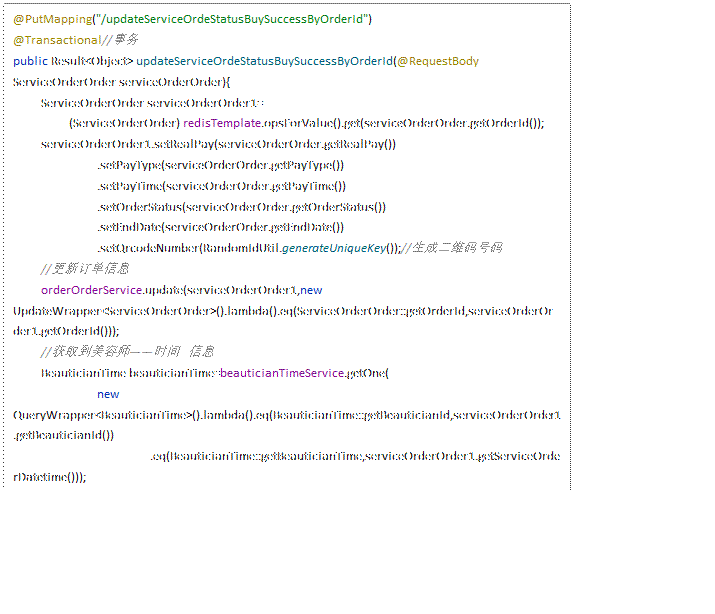 @PutMapping("/updateServiceOrdeStatusBuySuccessByOrderId")
@Transactional//事务
public Result<Object> updateServiceOrdeStatusBuySuccessByOrderId(@RequestBody
ServiceOrderOrder serviceOrderOrder){
ServiceOrderOrder serviceOrderOrder1=
(ServiceOrderOrder) redisTemplate.opsForValue().get(serviceOrderOrder.getOrderId());
serviceOrderOrder1.setRealPay(serviceOrderOrder.getRealPay())
.setPayType(serviceOrderOrder.getPayType())
.setPayTime(serviceOrderOrder.getPayTime())
.setOrderStatus(serviceOrderOrder.getOrderStatus())
.setEndDate(serviceOrderOrder.getEndDate())
.setQrcodeNumber(RandomIdUtil.generateUniqueKey());//生成二维码号码
//更新订单信息
orderOrderService.update(serviceOrderOrder1,new
UpdateWrapper<ServiceOrderOrder>().lambda().eq(ServiceOrderOrder::getOrderId,serviceOrderOr
der1.getOrderId()));
//获取到美容师——时间 信息
BeauticianTime beauticianTime=beauticianTimeService.getOne(
new
QueryWrapper<BeauticianTime>().lambda().eq(BeauticianTime::getBeauticianId,serviceOrderOrder1
.getBeauticianId())
.eq(BeauticianTime::getBeauticianTime,serviceOrderOrder1.getServiceOrde
rDatetime()));